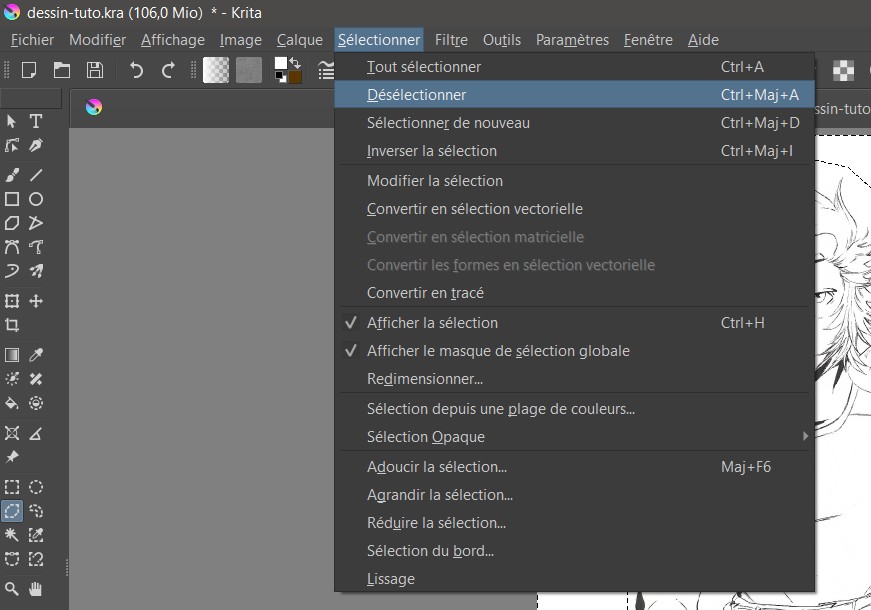 dessin-tuto.kra (106,0 Mio) * - Krita
Fichier Modifier Affichage Image Calque Sélectionner Filtre Outils Paramètres Fenêtre Aide
Tout sélectionner Ctrl+A
Désélectionner Ctrl+Maj+A
ssin-tuto
Sélectionner de nouveau Ctrl+Maj+D
Inverser la sélection Ctrl+Maj+I
Modifier la sélection
Convertir en sélection vectorielle
Convertir en sélection matricielle
Convertir les formes en sélection vectorielle
Convertir en tracé
Afficher la sélection Ctrl+H
Afficher le masque de sélection globale
Redimensionner...
Sélection depuis une plage de couleurs...
Sélection Opaque
Adoucir la sélection... Maj+F6
Agrandir la sélection...
Réduire la sélection...
Sélection du bord...
Lissage